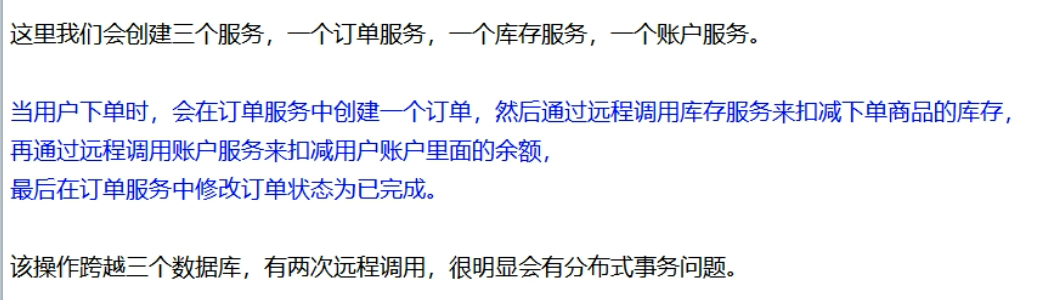 这里我们会创建三个服务，一个订单服务，一个库存服务，一个账户服务。
当用户下单时，会在订单服务中创建一个订单，然后通过远程调用库存服务来扣减下单商品的库存，
再通过远程调用账户服务来扣减用户账户里面的余额，
最后在订单服务中修改订单状态为已完成。
该操作跨越三个数据库，有两次远程调用，很明显会有分布式事务问题。